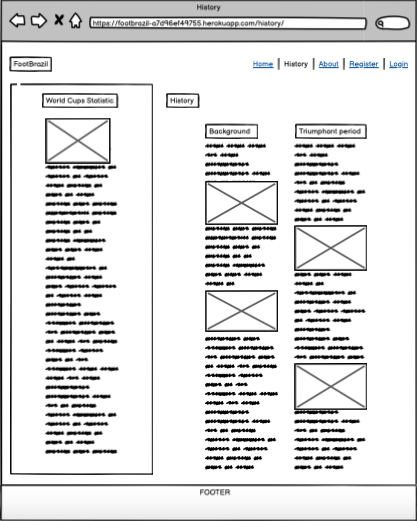 History
https://footbrazil-a7d96ef49755.herokuapp.com/history/
FootBrazil
Home | History | About | Register | Login
World Cups Statistic
History
Background
Triumphant period
FOOTER